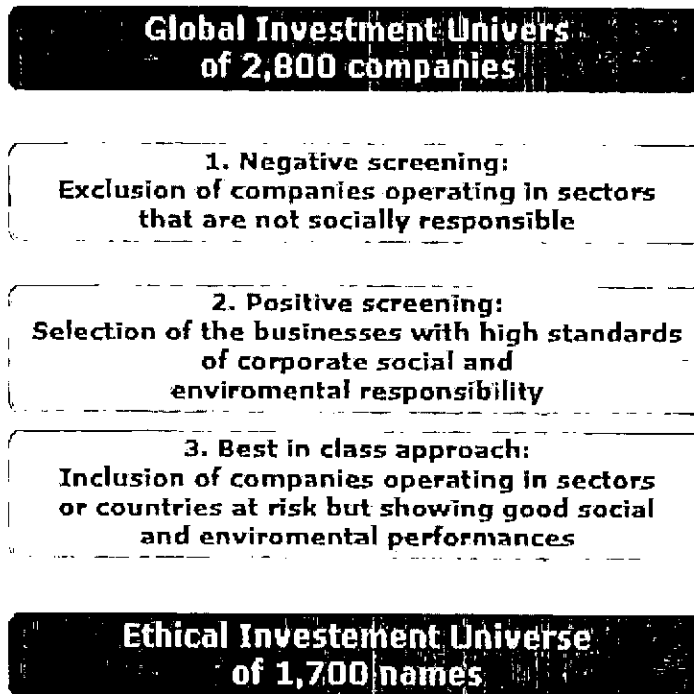 Global Investment Univers
of 2,800 companies
1. Negative screening:
Exclusion of companies operating in sectors
that are not socially responsible
2. Positive screening:
Selection of the businesses with high standards
of corporate social and
enviromental responsibility
3. Best in class approach:
Inclusion of companies operating in sectors
or countries at risk but showing good social
and enviromental performances
Ethical Investement Universe
of 1,700 names